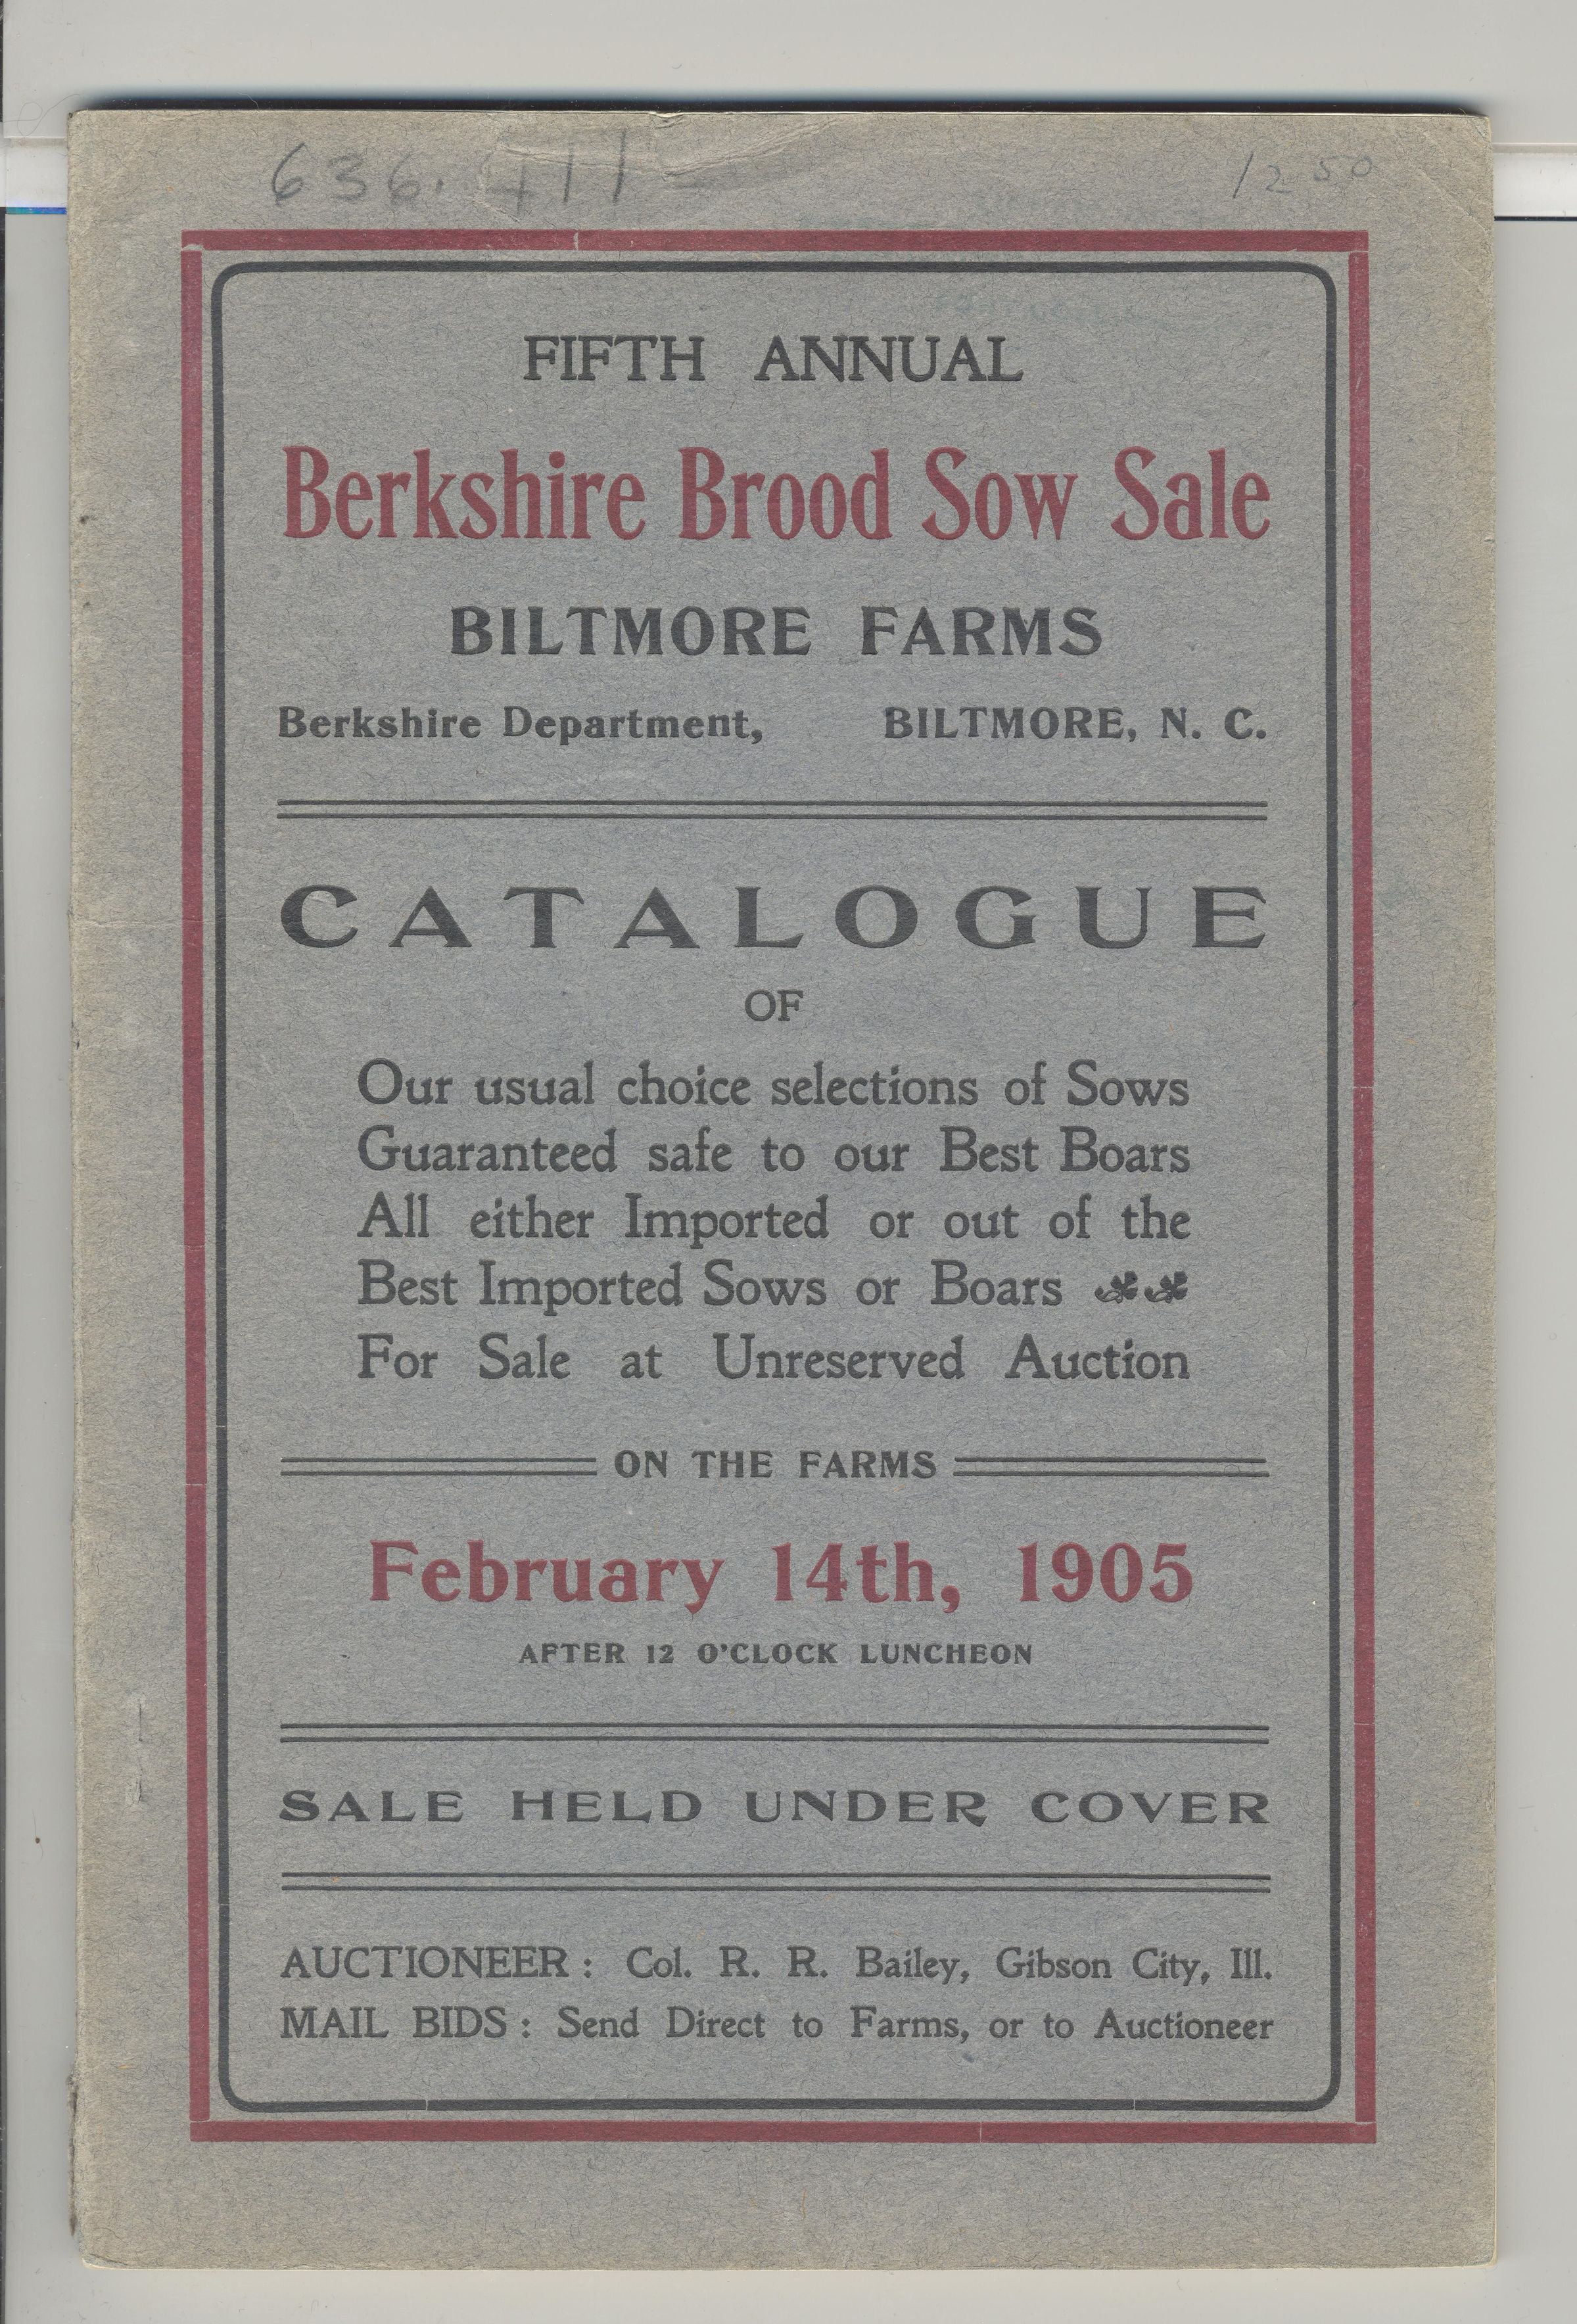 636.411
12 50
FIFTH ANNUAL
Berkshire Brood Sow Sale
BILTMORE FARMS
Berkshire Department, BILTMORE, N. C.
CATALOGUE
OF
Our usual choice selections of Sows
Guaranteed safe to our Best Boars
All either Imported or out of the
Best Imported Sows or Boars
For Sale at Unreserved Auction
ON THE FARMS
February 14th, 1905
AFTER 12 O'CLOCK LUNCHEON
SALE HELD UNDER COVER
AUCTIONEER: Col. R. R. Bailey, Gibson City, Ill.
MAIL BIDS: Send Direct to Farms, or to Auctioneer